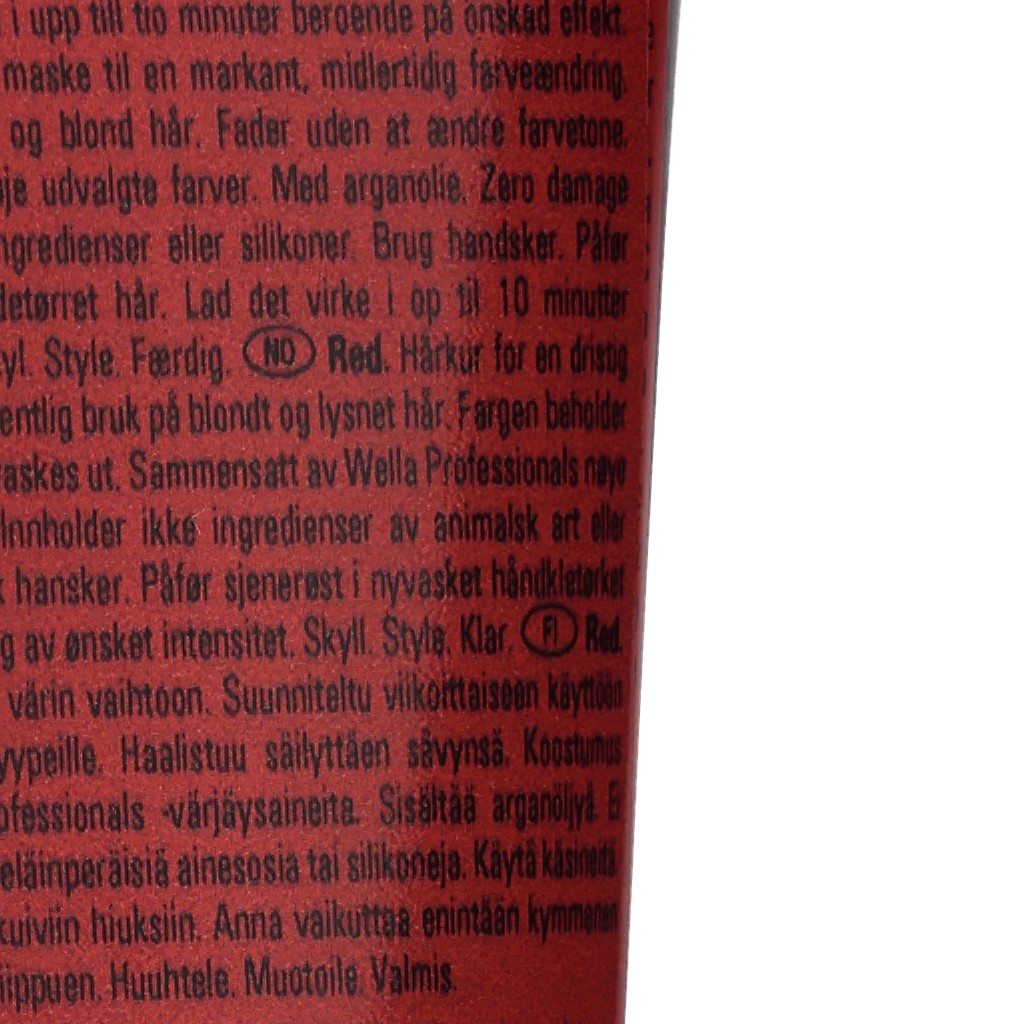 i upp till tio minuter beroende på önskad effekt.
maske til en markant, midlertidig farveændring.
og blond hår. Fader uden at ændre farvetone.
øje udvalgte farver. Med arganolie. Zero damage
ngredienser eller silikoner. Brug handsker. Påfør
detørret hår. Lad det virke i op til 10 minutter
yl. Style. Færdig. NO Red. Hårkur for en dristig
entlig bruk på blondt og lysnet hår. Fargen beholder
vaskes ut. Sammensatt av Wella Professionals nøye
Innholder ikke ingredienser av animalsk art eller
k hansker. Påfør sjenerøst i nyvasket håndkletørket
g av ønsket intensitet. Skyll. Style. Klar. FI Red.
värin vaihtoon. Suunniteltu viikoittaiseen käyttöön
yypeille. Haalistuu säilyttäen sävynsä. Koostumus
ofessionals -värjäysaineita. Sisältää arganöljyä. Ei
eläinperäisiä ainesosia tai silikoneja. Käytä käsineitä.
kuiviin hiuksiin. Anna vaikuttaa enintään kymmenen
iippuen. Huuhtele. Muotoile. Valmis.